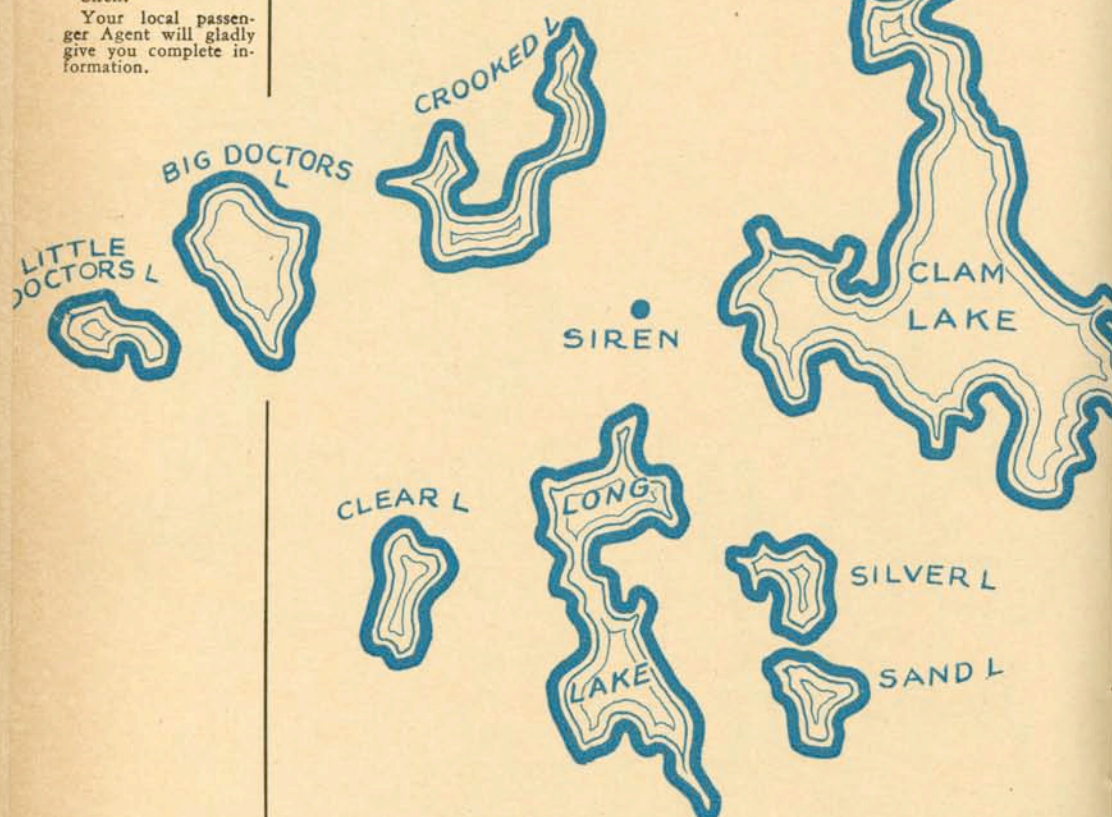 Your local passen-
ger Agent will gladly
give you complete in-
formation.
CROOKED L
BIG DOCTORS
L
LITTLE
DOCTORS L
CLAM
LAKE
SIREN
CLEAR L
LONG
LAKE
SILVER L
SAND L